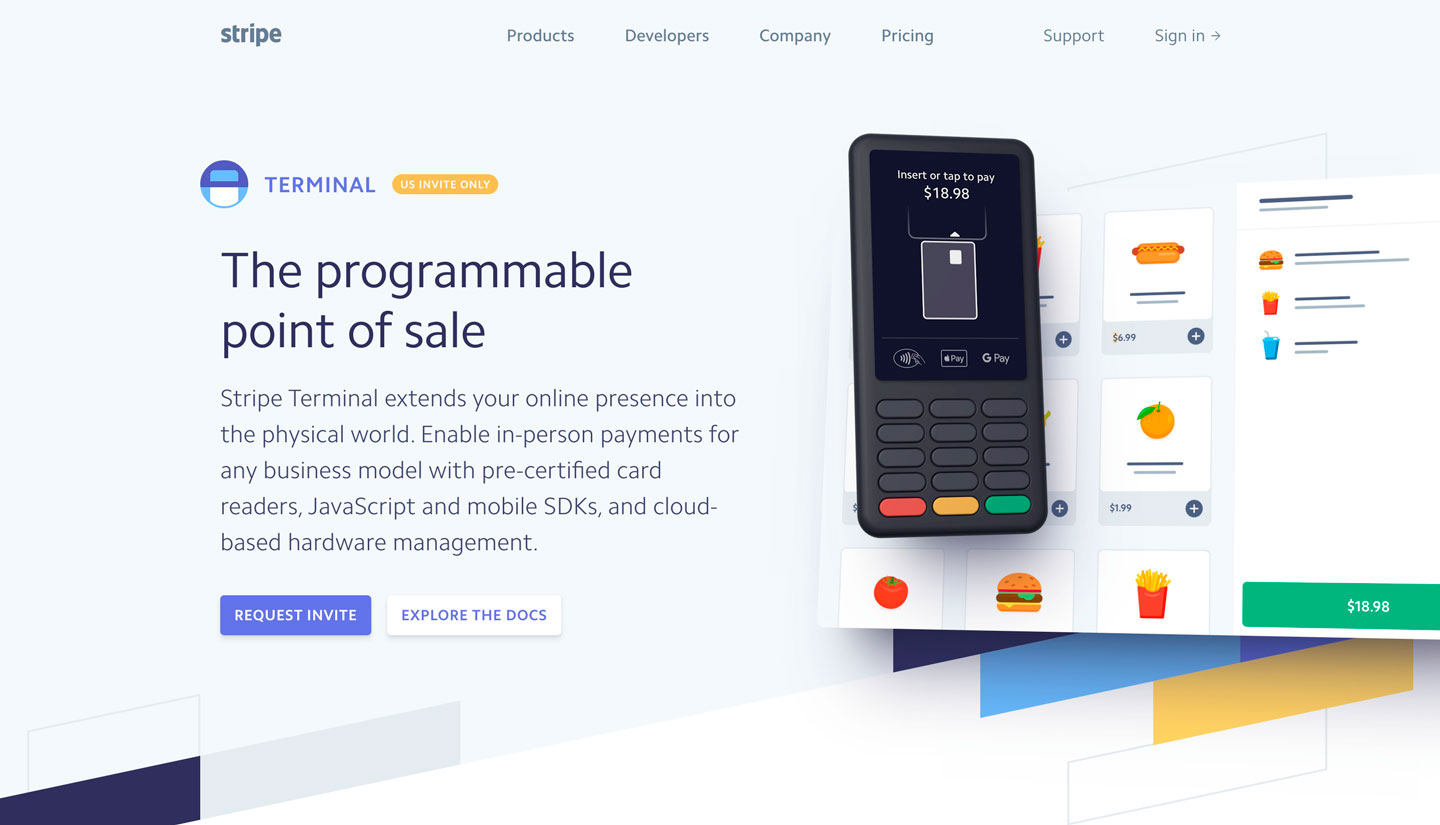 stripe
Products
Developers
Company
Pricing
Support
Sign in →
TERMINAL
US INVITE ONLY
The programmable
point of sale
Stripe Terminal extends your online presence into
the physical world. Enable in-person payments for
any business model with pre-certified card
readers, JavaScript and mobile SDKs, and cloud-
based hardware management.
REQUEST INVITE
EXPLORE THE DOCS
Insert or tap to pay
$18.98
Pay
G Pay
$6.99
$1.99
$18.98